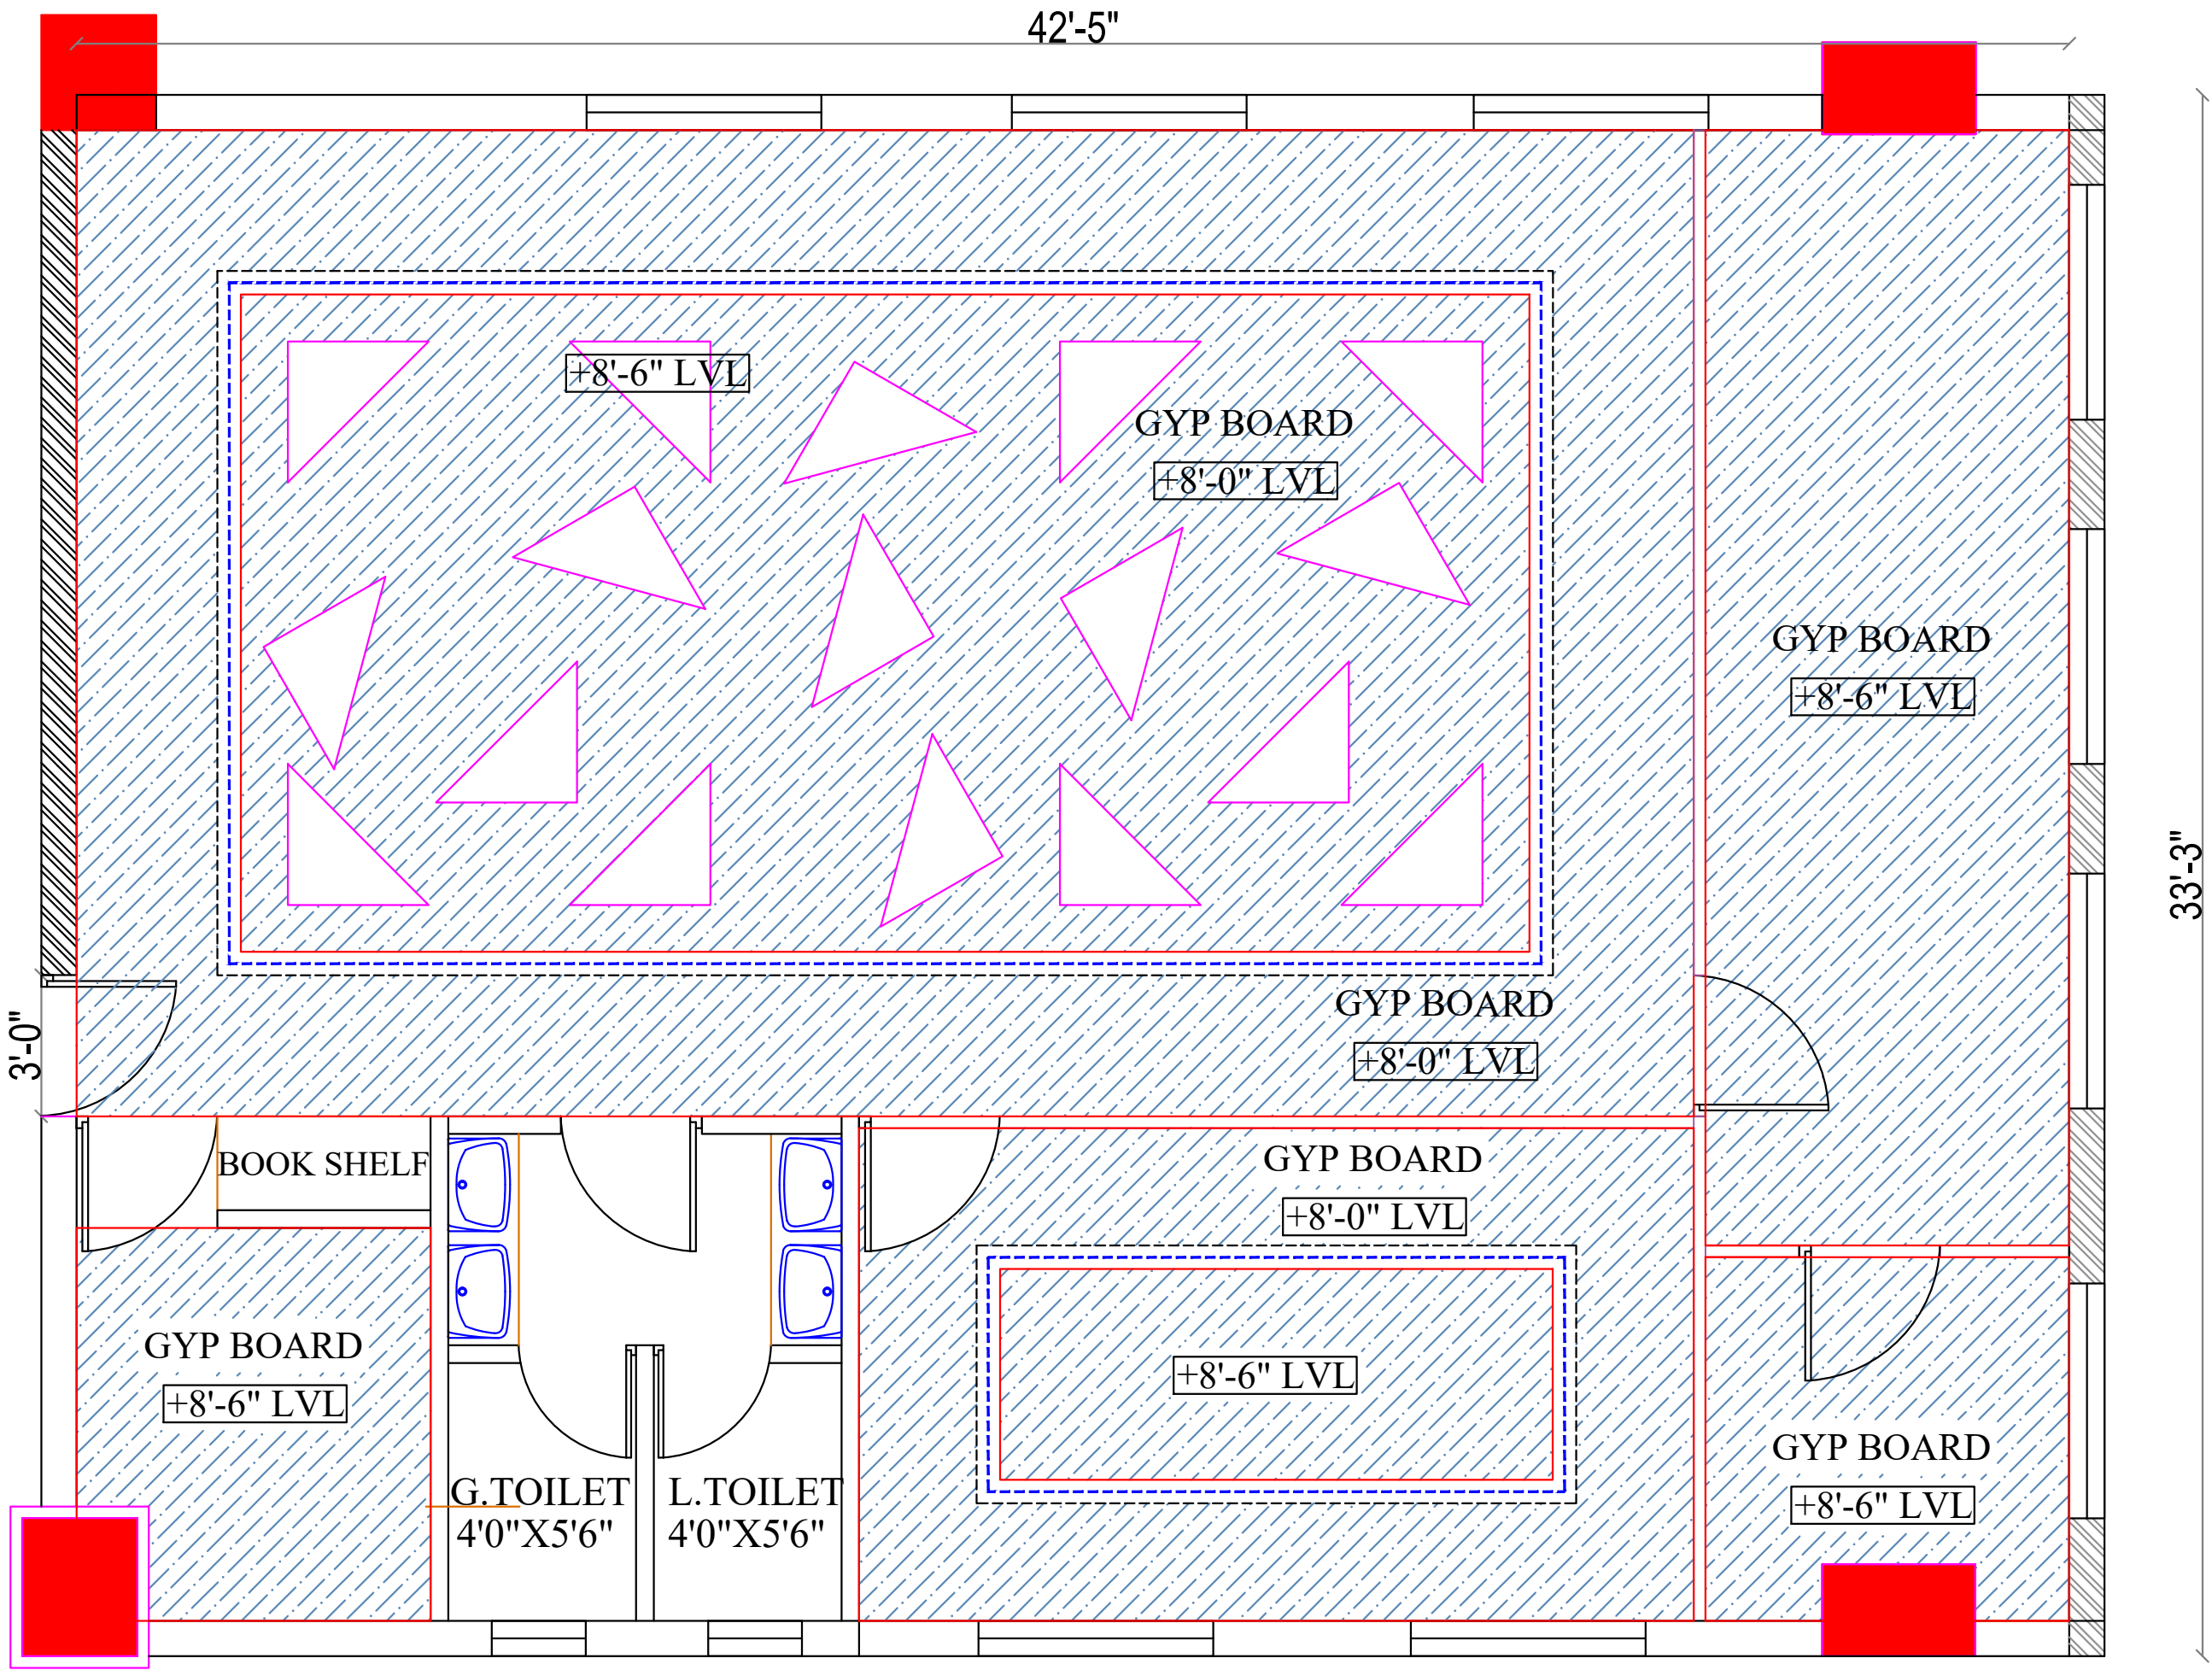 42'-5"
+8'-6" LVL
GYP BOARD
+8'-0" LVL
GYP BOARD
+8'-6" LVL
33'-3"
3'-0"
GYP BOARD
+8'-0" LVL
BOOK SHELF
GYP BOARD
+8'-0" LVL
GYP BOARD
+8'-6" LVL
+8'-6" LVL
GYP BOARD
+8'-6" LVL
G.TOILET
4'0"X5'6"
L.TOILET
4'0"X5'6"